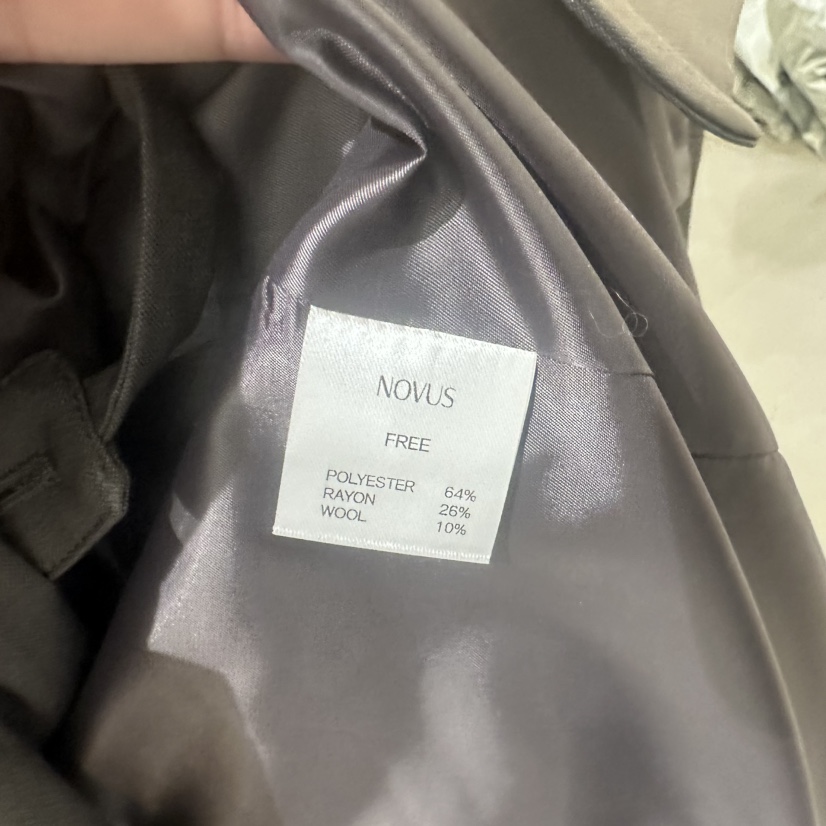 NOVUS
FREE
POLYESTER 64%
RAYON 26%
WOOL 10%